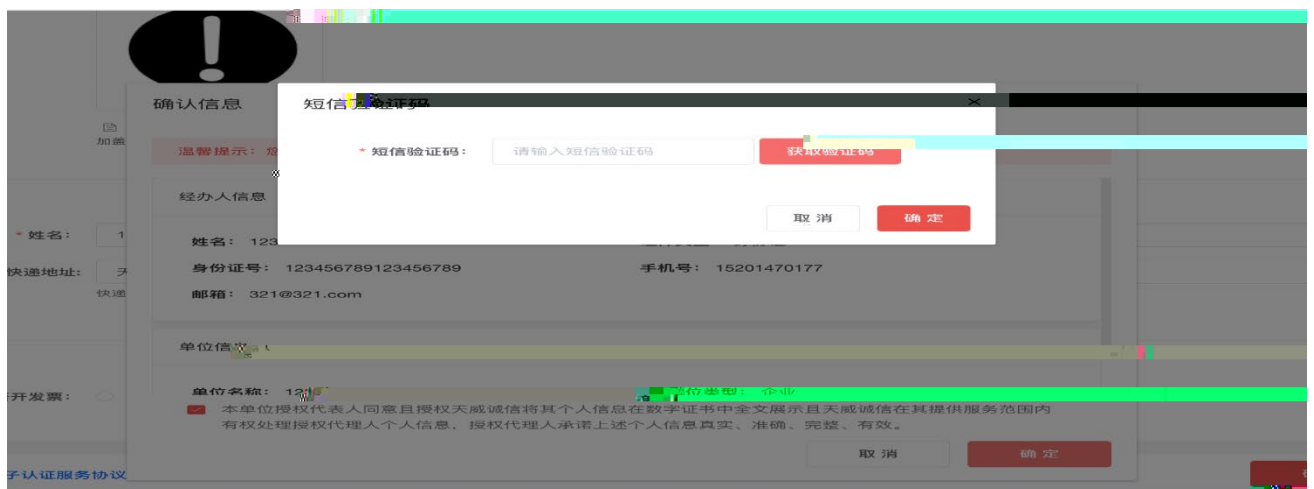 确认信息
短信验证码
×
加盖
温馨提示：
* 短信验证码：
请输入短信验证码
获取验证码
经办人信息
取 消
确 定
* 姓名：
1
姓名： 123
快递地址：
身份证号： 123456789123456789
手机号： 15201470177
快递
邮箱： 321@321.com
单位信
开发票：
单位名称： 12
单位类型： 企业
本单位授权代表人同意且授权天威诚信将其个人信息在数字证书中全文展示且天威诚信在其提供服务范围内
有权处理授权代理人个人信息，授权代理人承诺上述个人信息真实、准确、完整、有效。
取 消
确 定
子认证服务协议